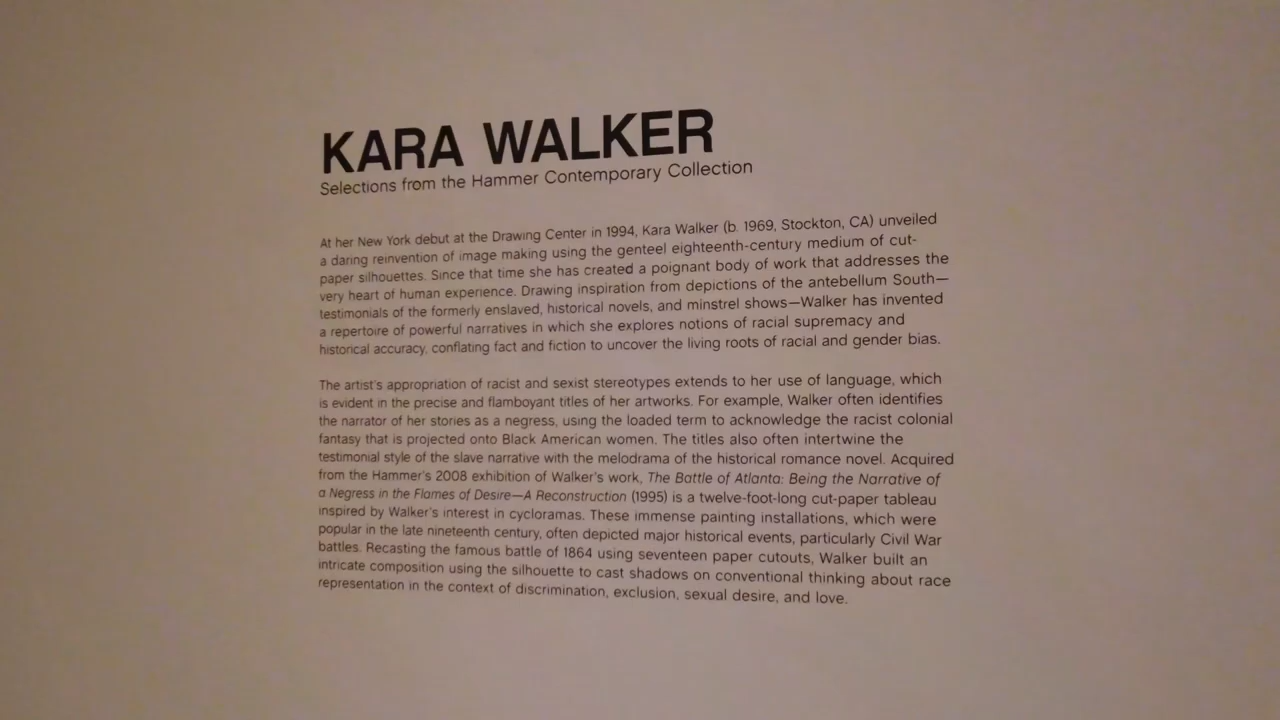 KARA WALKER
Selections from the Hammer Contemporary Collection
At her New York debut at the Drawing Center in 1994, Kara Walker (b. 1969, Stockton, CA) unveiled
a daring reinvention of image making using the genteel eighteenth-century medium of cut-
paper silhouettes. Since that time she has created a poignant body of work that addresses the
very heart of human experience. Drawing inspiration from depictions of the antebellum South—
testimonials of the formerly enslaved, historical novels, and minstrel shows—Walker has invented
a repertoire of powerful narratives in which she explores notions of racial supremacy and
historical accuracy, conflating fact and fiction to uncover the living roots of racial and gender bias.
The artist's appropriation of racist and sexist stereotypes extends to her use of language, which
is evident in the precise and flamboyant titles of her artworks. For example, Walker often identifies
the narrator of her stories as a negress, using the loaded term to acknowledge the racist colonial
fantasy that is projected onto Black American women. The titles also often intertwine the
testimonial style of the slave narrative with the melodrama of the historical romance novel. Acquired
from the Hammer's 2008 exhibition of Walker's work, The Battle of Atlanta: Being the Narrative of
a Negress in the Flames of Desire—A Reconstruction (1995) is a twelve-foot-long cut-paper tableau
inspired by Walker's interest in cycloramas. These immense painting installations, which were
popular in the late nineteenth century, often depicted major historical events, particularly Civil War
battles. Recasting the famous battle of 1864 using seventeen paper cutouts, Walker built an
intricate composition using the silhouette to cast shadows on conventional thinking about race
representation in the context of discrimination, exclusion, sexual desire, and love.